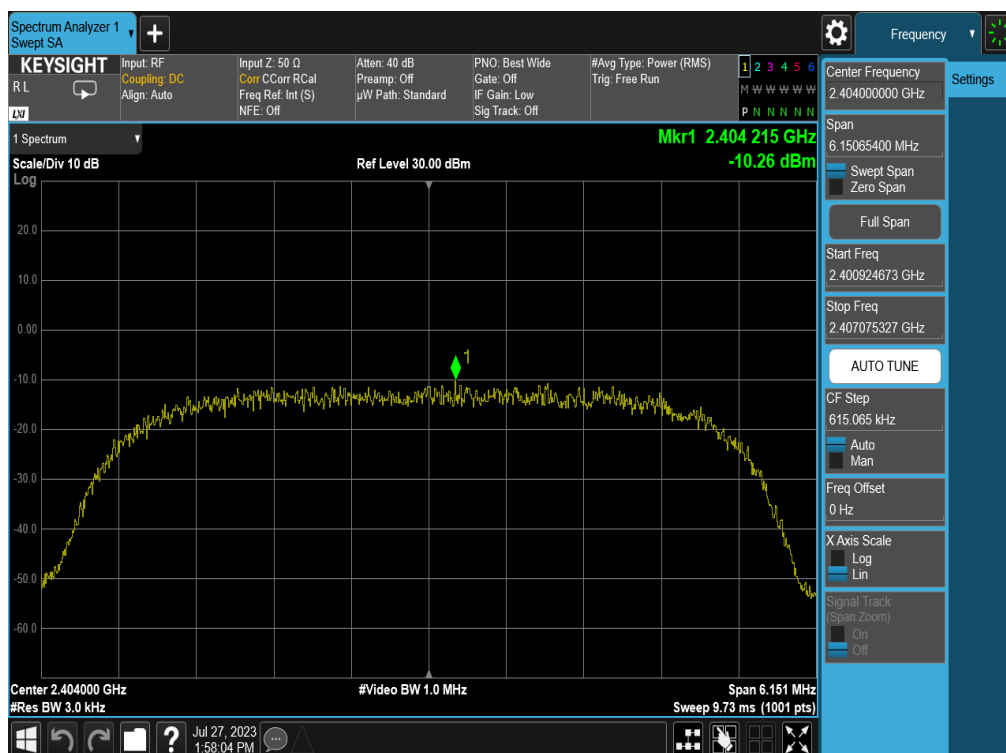 Spectrum Analyzer 1
Swept SA
Frequency
KEYSIGHT
R L
LXI
Input: RF
Coupling: DC
Align: Auto
Input Z: 50 Ω
Corr CCorr RCal
Freq Ref: Int (S)
NFE: Off
Atten: 40 dB
Preamp: Off
µW Path: Standard
PNO: Best Wide
Gate: Off
IF Gain: Low
Sig Track: Off
#Avg Type: Power (RMS)
Trig: Free Run
1 2 3 4 5 6
M W W W W W
P N N N N N
Center Frequency
2.404000000 GHz
Settings
Span
6.15065400 MHz
Swept Span
Zero Span
Full Span
Start Freq
2.400924673 GHz
Stop Freq
2.407075327 GHz
AUTO TUNE
CF Step
615.065 kHz
Auto
Man
Freq Offset
0 Hz
X Axis Scale
Log
Lin
Signal Track
(Span Zoom)
On
Off
1 Spectrum
Mkr1 2.404 215 GHz
Scale/Div 10 dB
Ref Level 30.00 dBm
-10.26 dBm
Log
20.0
10.0
0.00
1
-10.0
-20.0
-30.0
-40.0
-50.0
-60.0
Center 2.404000 GHz
#Video BW 1.0 MHz
Span 6.151 MHz
#Res BW 3.0 kHz
Sweep 9.73 ms (1001 pts)
Jul 27, 2023
1:58:04 PM